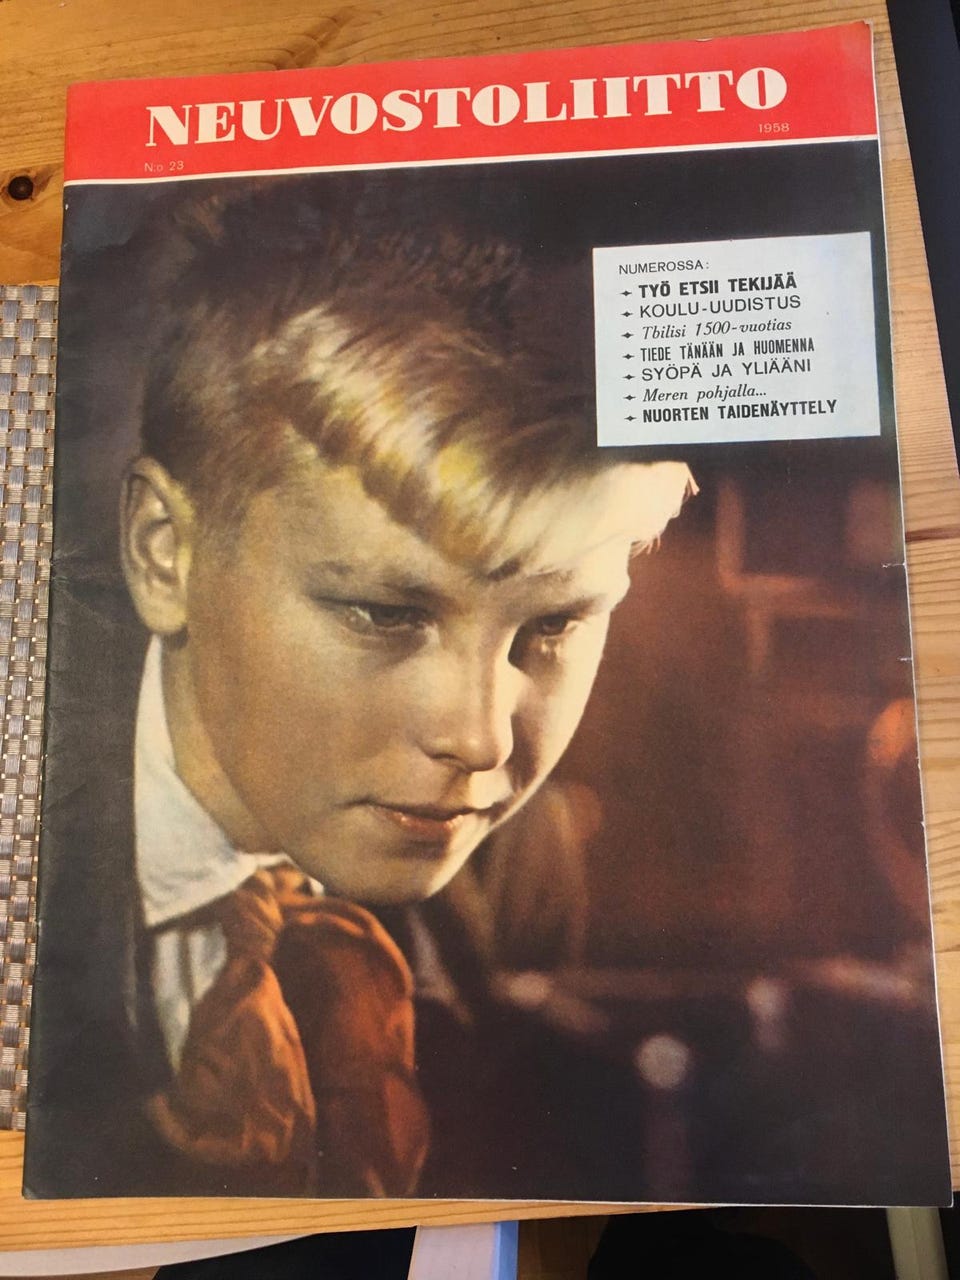 NEUVOSTOLIITTO
N:o 23
1958
NUMEROSSA:
TYÖ ETSII TEKIJÄÄ
KOULU-UUDISTUS
Tbilisi 1500-vuotias
TIEDE TÄNÄÄN JA HUOMENNA
SYÖPÄ JA YLIÄÄNI
Meren pohjalla...
NUORTEN TAIDENÄYTTELY